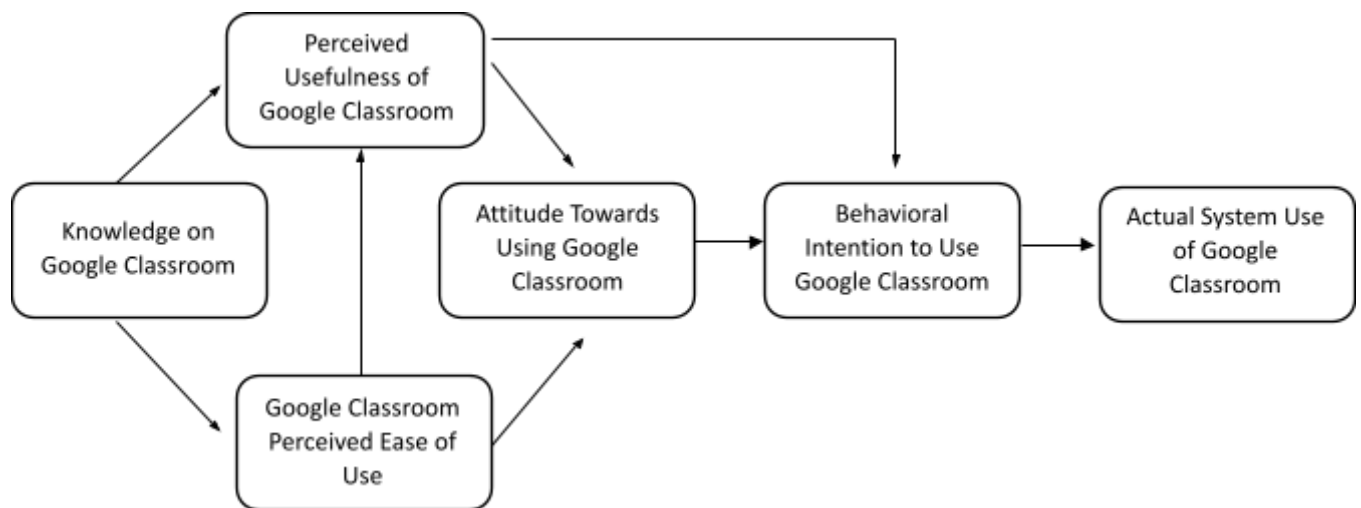 Perceived
Usefulness of
Google Classroom
Knowledge on
Google Classroom
Attitude Towards
Using Google
Classroom
Behavioral
Intention to Use
Google Classroom
Actual System Use
of Google
Classroom
Google Classroom
Perceived Ease of
Use